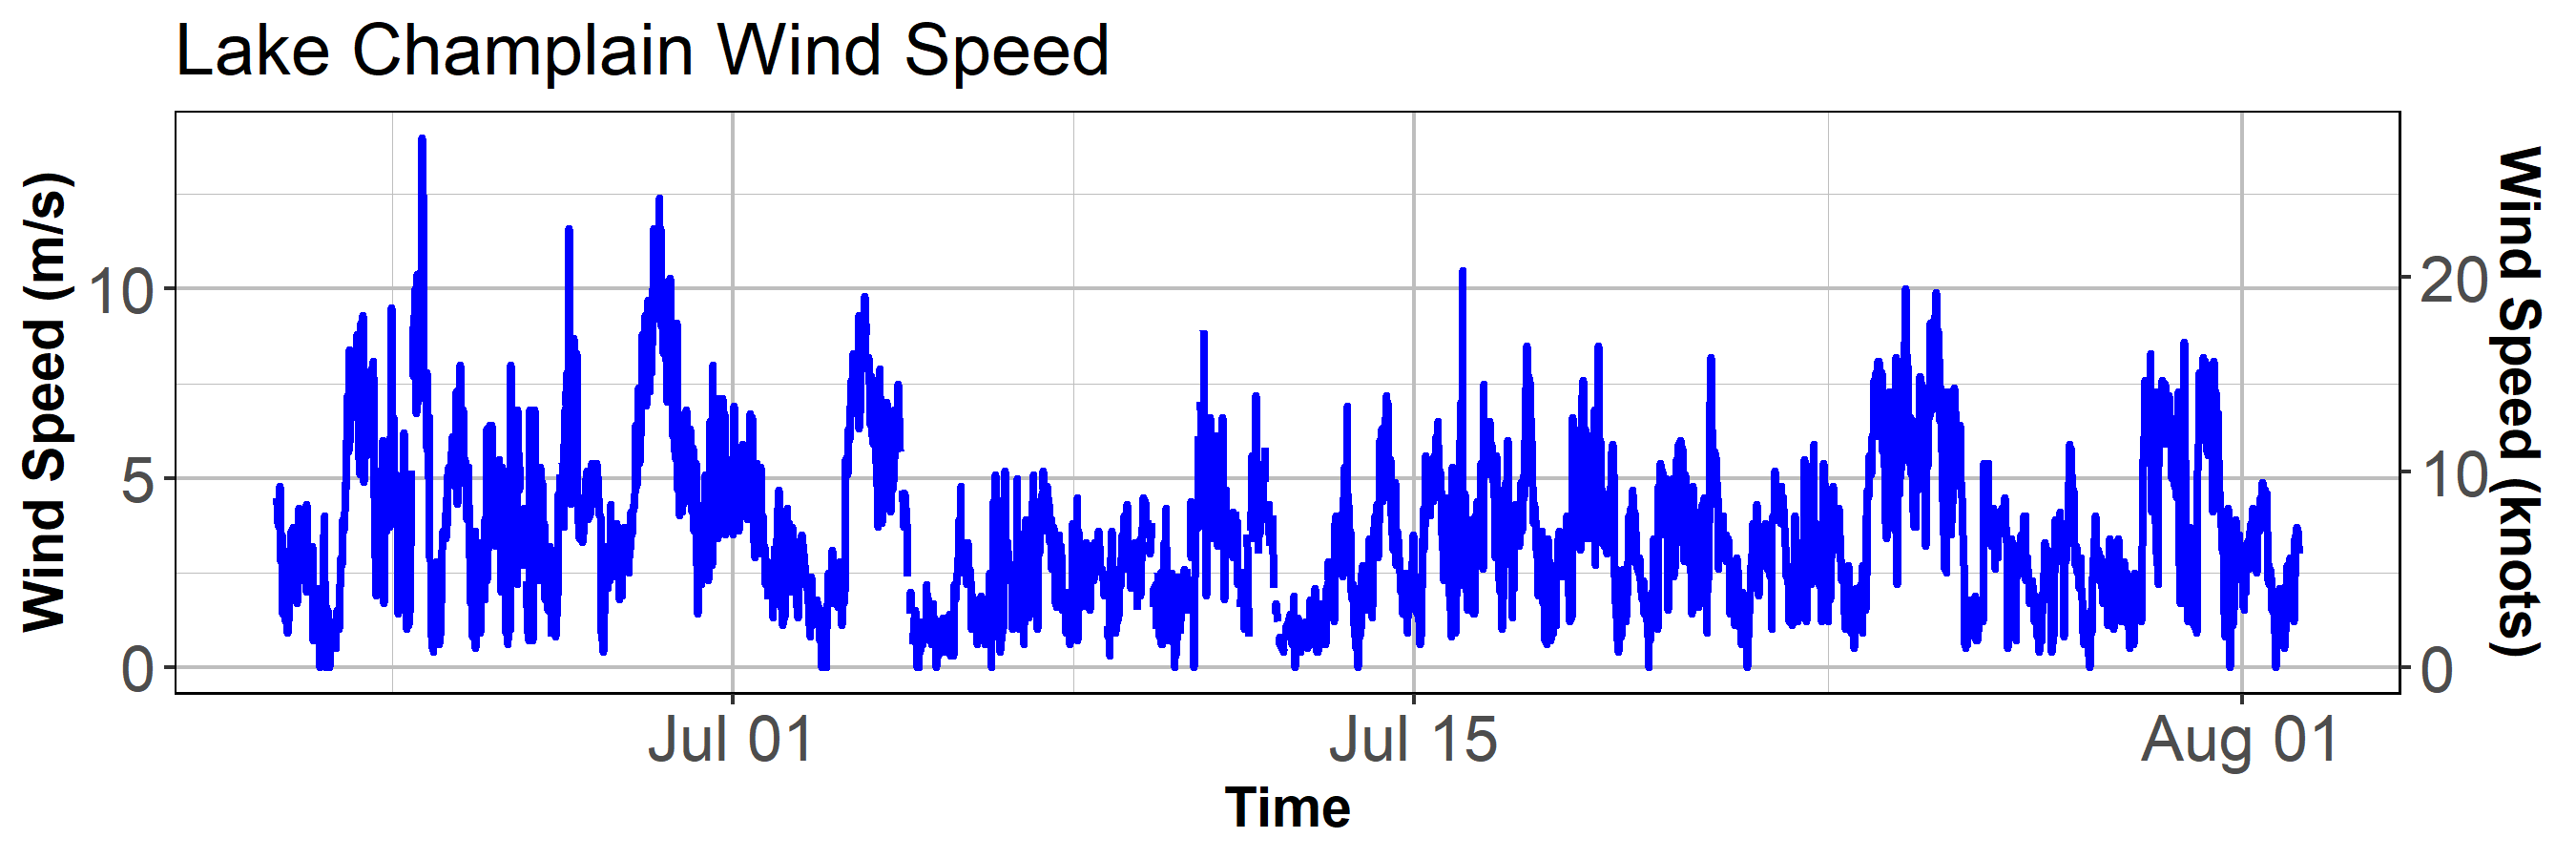 Lake Champlain Wind Speed
Wind Speed (m/s)
10
5
0
20
10
0
Wind Speed (knots)
Jul 01
Jul 15
Aug 01
Time